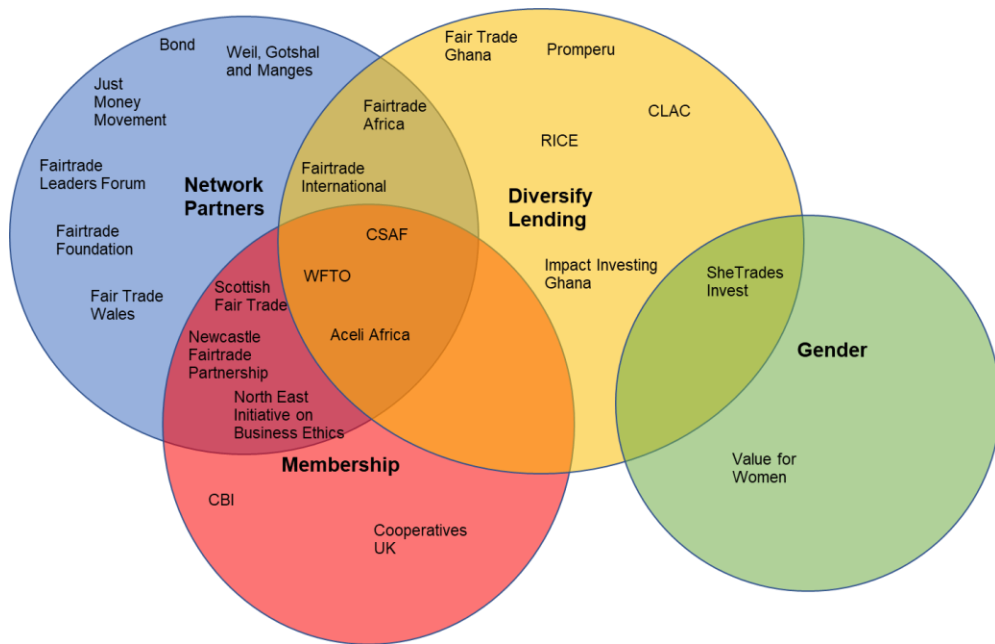 Bond
Weil, Gotshal
and Manges
Just
Money
Movement
Fairtrade
Leaders Forum
Network
Partners
Fairtrade
Foundation
Fair Trade
Wales
Fairtrade
Africa
Fairtrade
International
Fair Trade
Ghana
Promperu
CLAC
RICE
Diversify
Lending
Impact Investing
Ghana
CSAF
WFTO
Aceli Africa
Scottish
Fair Trade
Newcastle
Fairtrade
Partnership
North East
Initiative on
Business Ethics
Membership
CBI
Cooperatives
UK
SheTrades
Invest
Gender
Value for
Women